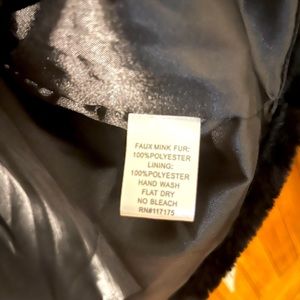 FAUX MINK FUR:
100%POLYESTER
LINING:
100%POLYESTER
HAND WASH
FLAT DRY
NO BLEACH
RN#117175